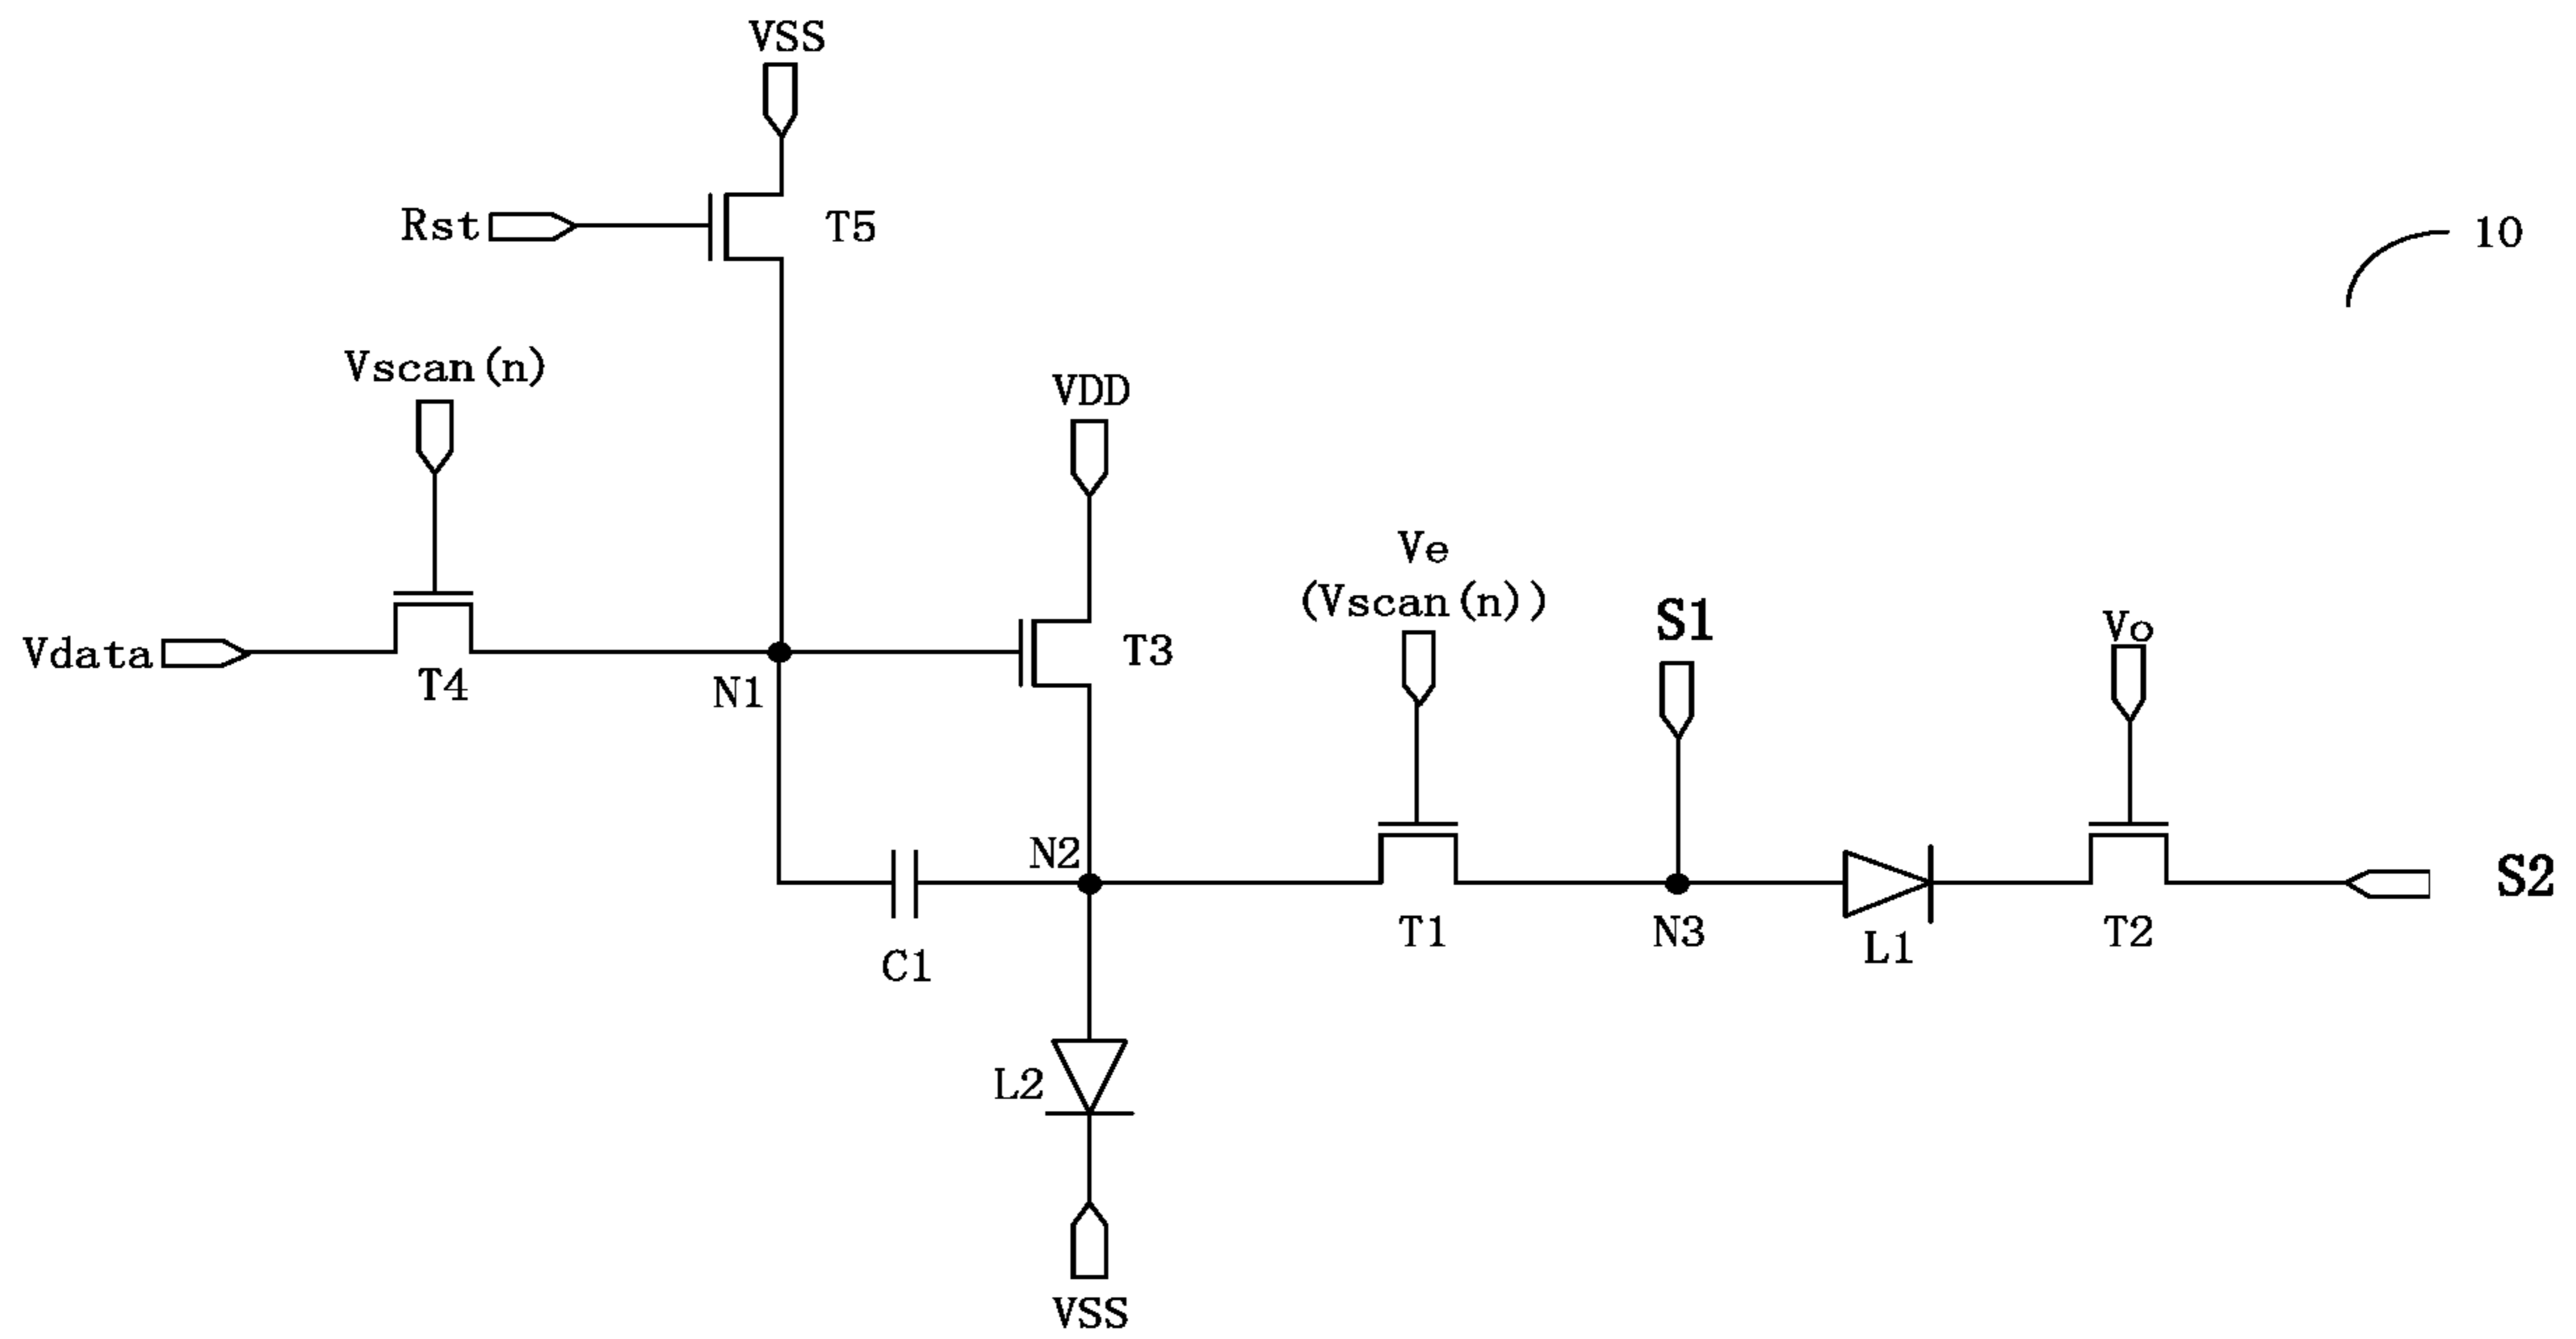 VSS
Rst
T5
10
Vscan(n)
VDD
Ve
(Vscan(n))
S1
Vo
Vdata
T4
N1
T3
N2
C1
T1
N3
L1
T2
S2
L2
VSS